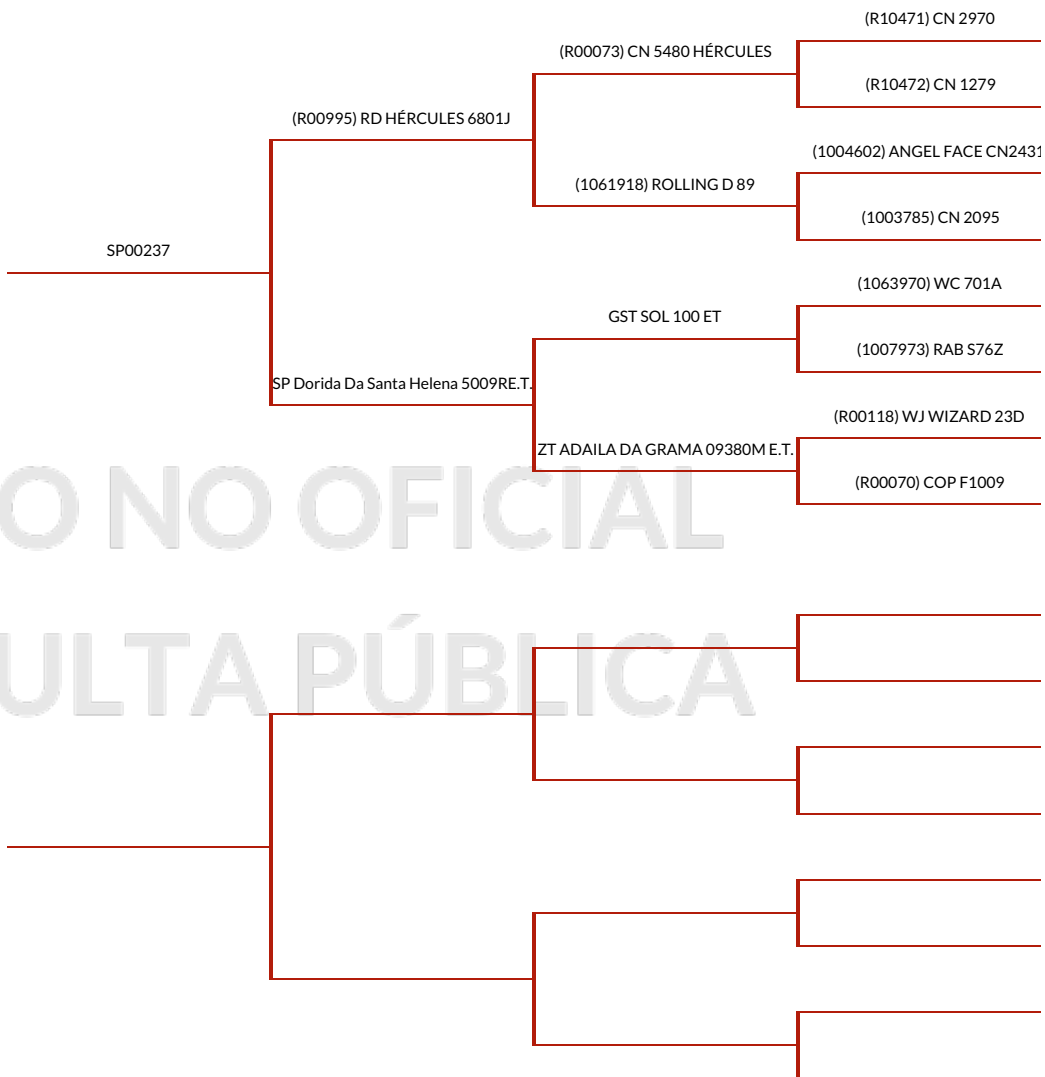 (R10471) CN 2970
(R00073) CN 5480 HÉRCULES
(R10472) CN 1279
(R00995) RD HÉRCULES 6801J
(1004602) ANGEL FACE CN2431
(1061918) ROLLING D 89
(1003785) CN 2095
SP00237
(1063970) WC 701A
GST SOL 100 ET
(1007973) RAB S76Z
SP Dorida Da Santa Helena 5009RE.T.
(R00118) WJ WIZARD 23D
ZT ADAILA DA GRAMA 09380M E.T.
(R00070) COP F1009
O NO OFICIAL
ULTA PÚBLICA